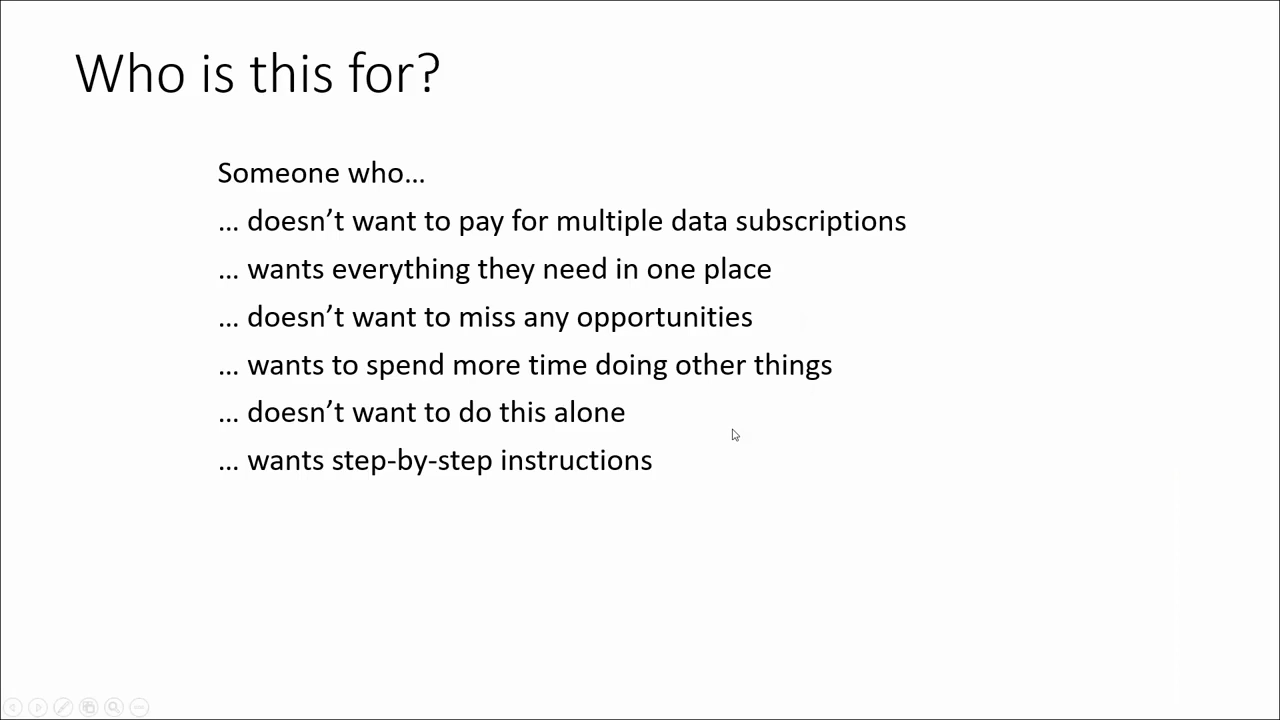 Who is this for?
Someone who...
... doesn’t want to pay for multiple data subscriptions
... wants everything they need in one place
... doesn’t want to miss any opportunities
... wants to spend more time doing other things
... doesn’t want to do this alone
... wants step-by-step instructions